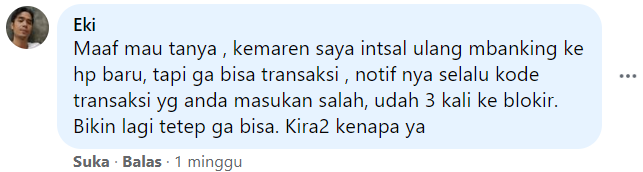 Eki
Maaf mau tanya , kemaren saya intsal ulang mbanking ke
hp baru, tapi ga bisa transaksi , notif nya selalu kode
transaksi yg anda masukan salah, udah 3 kali ke blokir.
Bikin lagi tetep ga bisa. Kira2 kenapa ya
Suka · Balas · 1 minggu